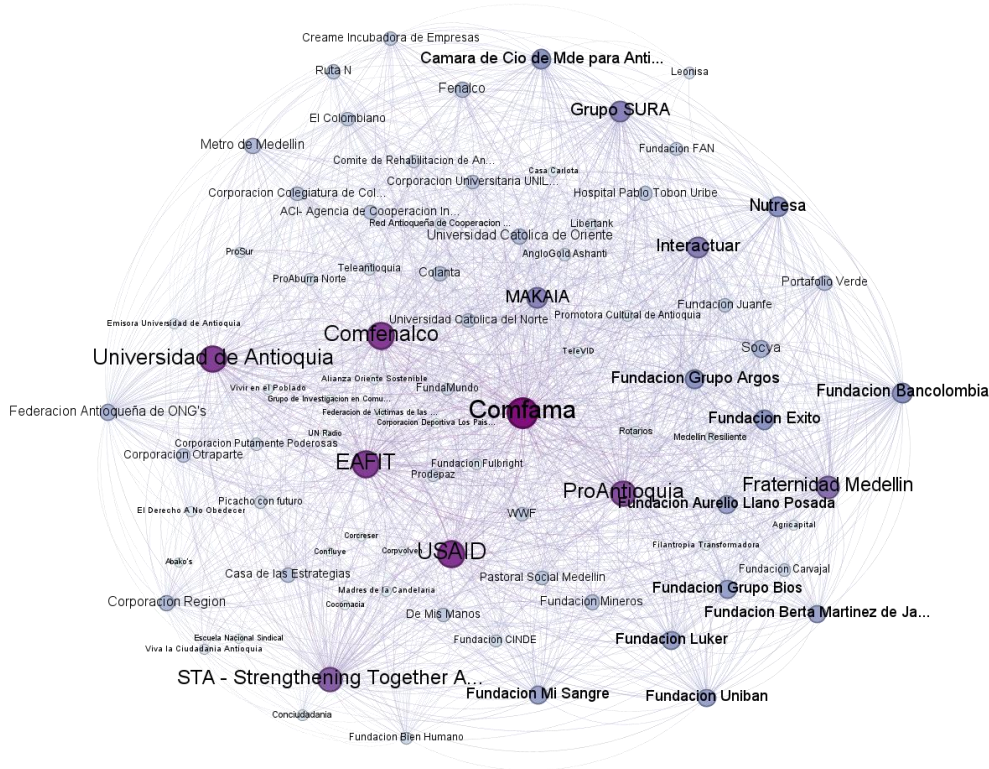 Creame Incubadora de Empresas
Camara de Cio de Mde para Anti...
Ruta N
Leonisa
Fenalco
Grupo SURA
El Colombiano
Metro de Medellin
Fundacion FAN
Comite de Rehabilitacion de An...
Casa Carlota
Corporacion Universitaria UNIL...
Corporacion Colegiatura de Col...
Hospital Pablo Tobon Uribe
Nutresa
ACI- Agencia de Cooperacion In...
Red Antioqueña de Cooperacion ...
Libertank
Universidad Catolica de Oriente
Interactuar
ProSur
AngloGold Ashanti
Teleantioquia
Colanta
ProAburra Norte
Portafolio Verde
MAKAIA
Fundacion Juanfe
Universidad Catolica del Norte
Promotora Cultural de Antioquia
Emisora Universidad de Antioquia
Comfenalco
Socya
TeleVID
Universidad de Antioquia
Alianza Oriente Sostenible
Fundacion Grupo Argos
Vivir en el Poblado
FundaMundo
Fundacion Bancolombia
Grupo de Investigacion en Comu...
Federacion Antioqueña de ONG's
Federacion de Victimas de las ...
Comfama
Fundacion Exito
Corporacion Deportiva Los Pais...
UN Radio
Rotarios
Medellin Resiliente
Corporacion Putamente Poderosas
Corporacion Otraparte
EAFIT
Fundacion Fulbright
Prodepaz
Fraternidad Medellin
ProAntioquia
Picacho con futuro
Fundacion Aurelio Llano Posada
El Derecho A No Obedecer
WWF
Agricapital
Corcreser
Filantropia Transformadora
Confluye
Corpvolver
USAID
Abako's
Casa de las Estrategias
Pastoral Social Medellin
Fundacion Carvajal
Madres de la Candelaria
Fundacion Grupo Bios
Corporacion Region
Cocomacia
Fundacion Mineros
De Mis Manos
Fundacion Berta Martinez de Ja...
Escuela Nacional Sindical
Fundacion CINDE
Fundacion Luker
Viva la Ciudadania Antioquia
STA - Strengthening Together A...
Fundacion Mi Sangre
Fundacion Uniban
Conciudadania
Fundacion Bien Humano